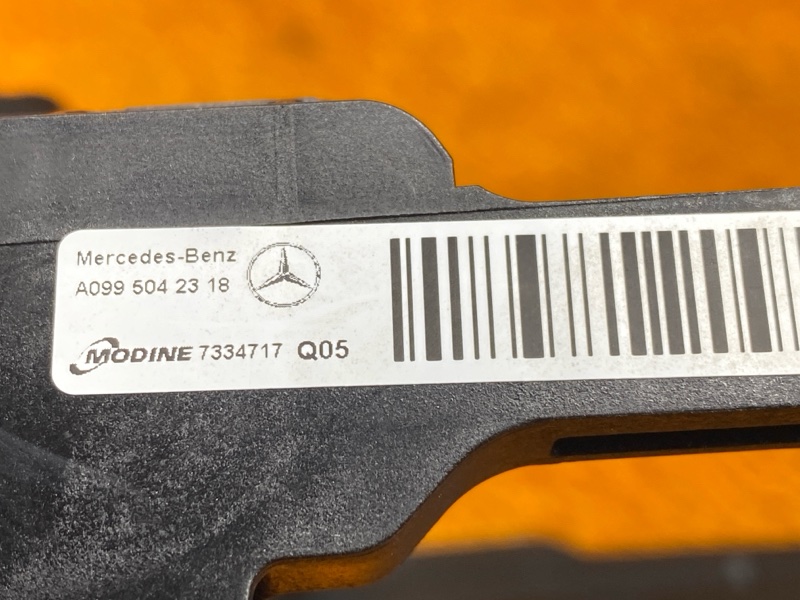 Mercedes-Benz
A099 504 23 18
MODINE 7334717 Q05